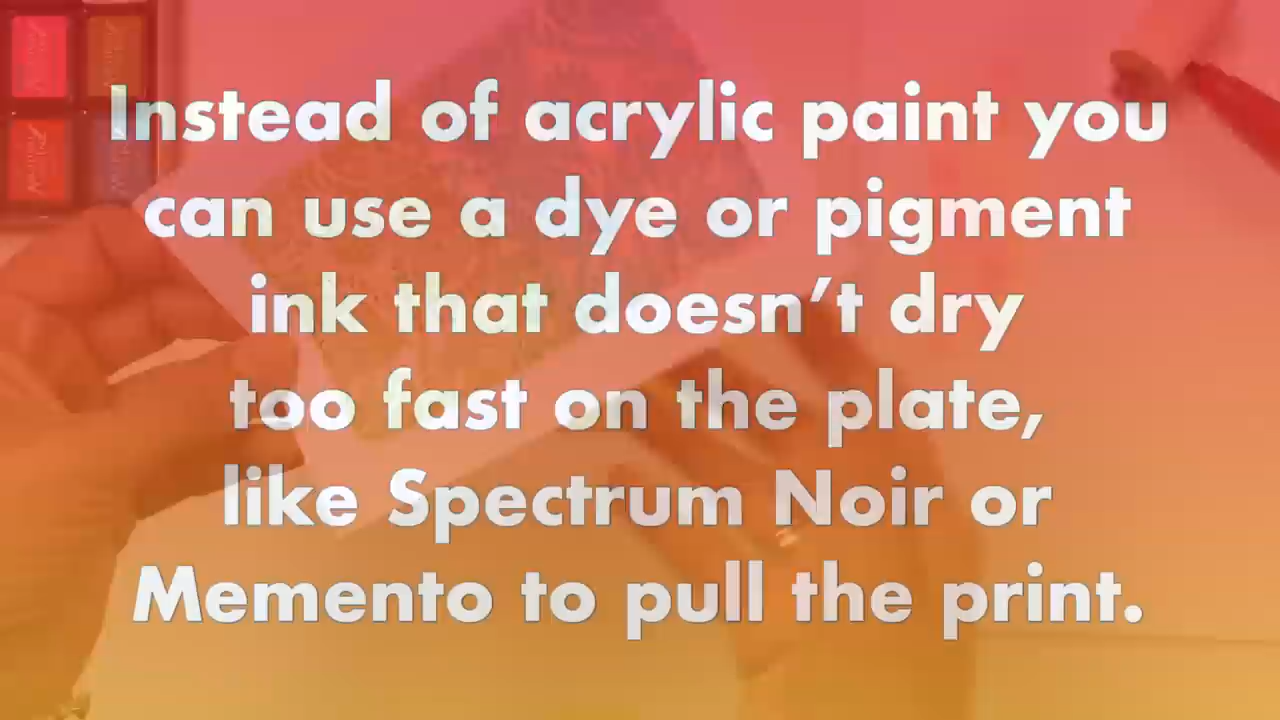 Instead of acrylic paint you
can use a dye or pigment
ink that doesn’t dry
too fast on the plate,
like Spectrum Noir or
Memento to pull the print.